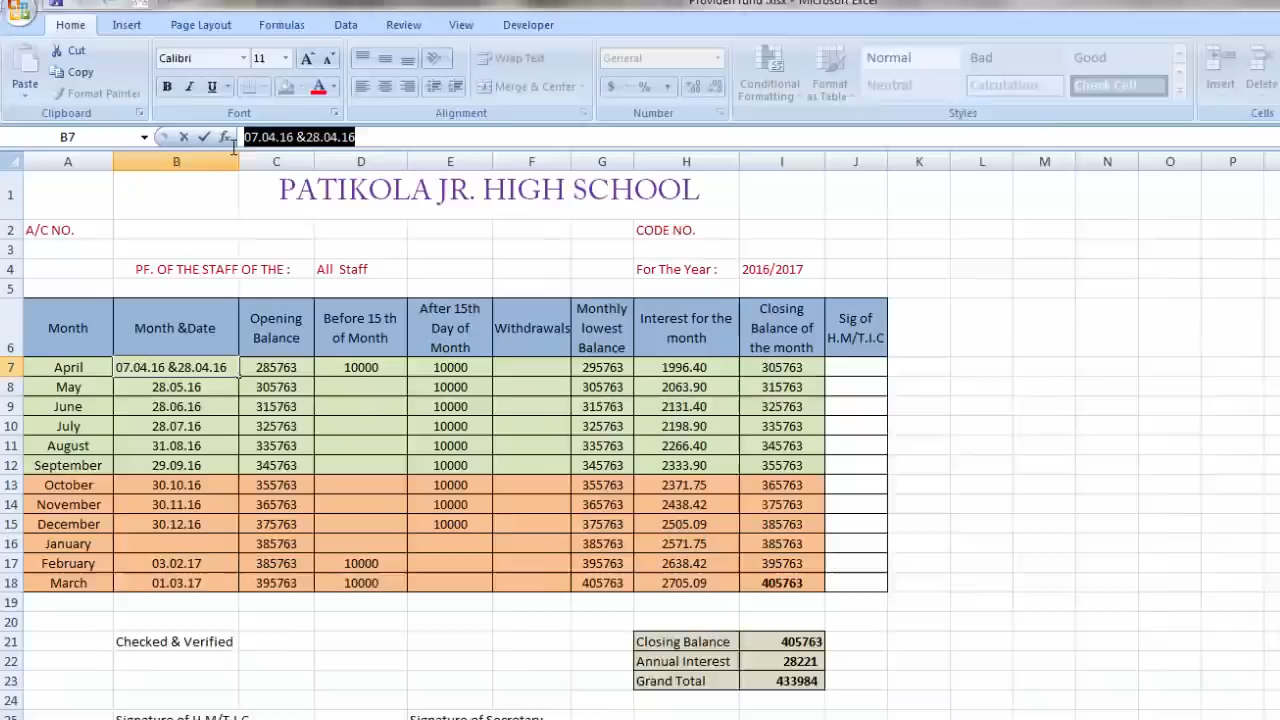 Provident fund .xlsx - Microsoft Excel
Home Insert Page Layout Formulas Data Review View Developer
Paste Cut Copy Format Painter Clipboard
Calibri 11 A A B I U A Font
Wrap Text Merge & Center Alignment
General $ % , Number
Conditional Formatting Format as Table Normal Bad Good Neutral Calculation Check Cell Styles
Insert Delete Cells
B7 fx 07.04.16 &28.04.16
A B C D E F G H I J K L M N O P
1 PATIKOLA JR. HIGH SCHOOL
2 A/C NO. CODE NO.
3
4 PF. OF THE STAFF OF THE : All Staff For The Year : 2016/2017
5
6 Month Month &Date Opening Balance Before 15 th of Month After 15th Day of Month Withdrawals Monthly lowest Balance Interest for the month Closing Balance of the month Sig of H.M/T.I.C
7 April 07.04.16 &28.04.16 285763 10000 10000 295763 1996.40 305763
8 May 28.05.16 305763 10000 305763 2063.90 315763
9 June 28.06.16 315763 10000 315763 2131.40 325763
10 July 28.07.16 325763 10000 325763 2198.90 335763
11 August 31.08.16 335763 10000 335763 2266.40 345763
12 September 29.09.16 345763 10000 345763 2333.90 355763
13 October 30.10.16 355763 10000 355763 2371.75 365763
14 November 30.11.16 365763 10000 365763 2438.42 375763
15 December 30.12.16 375763 10000 375763 2505.09 385763
16 January 385763 385763 2571.75 385763
17 February 03.02.17 385763 10000 395763 2638.42 395763
18 March 01.03.17 395763 10000 405763 2705.09 405763
19
20
21 Checked & Verified Closing Balance 405763
22 Annual Interest 28221
23 Grand Total 433984
24
25 Signature of H.M/T.I.C Signature of Secretary